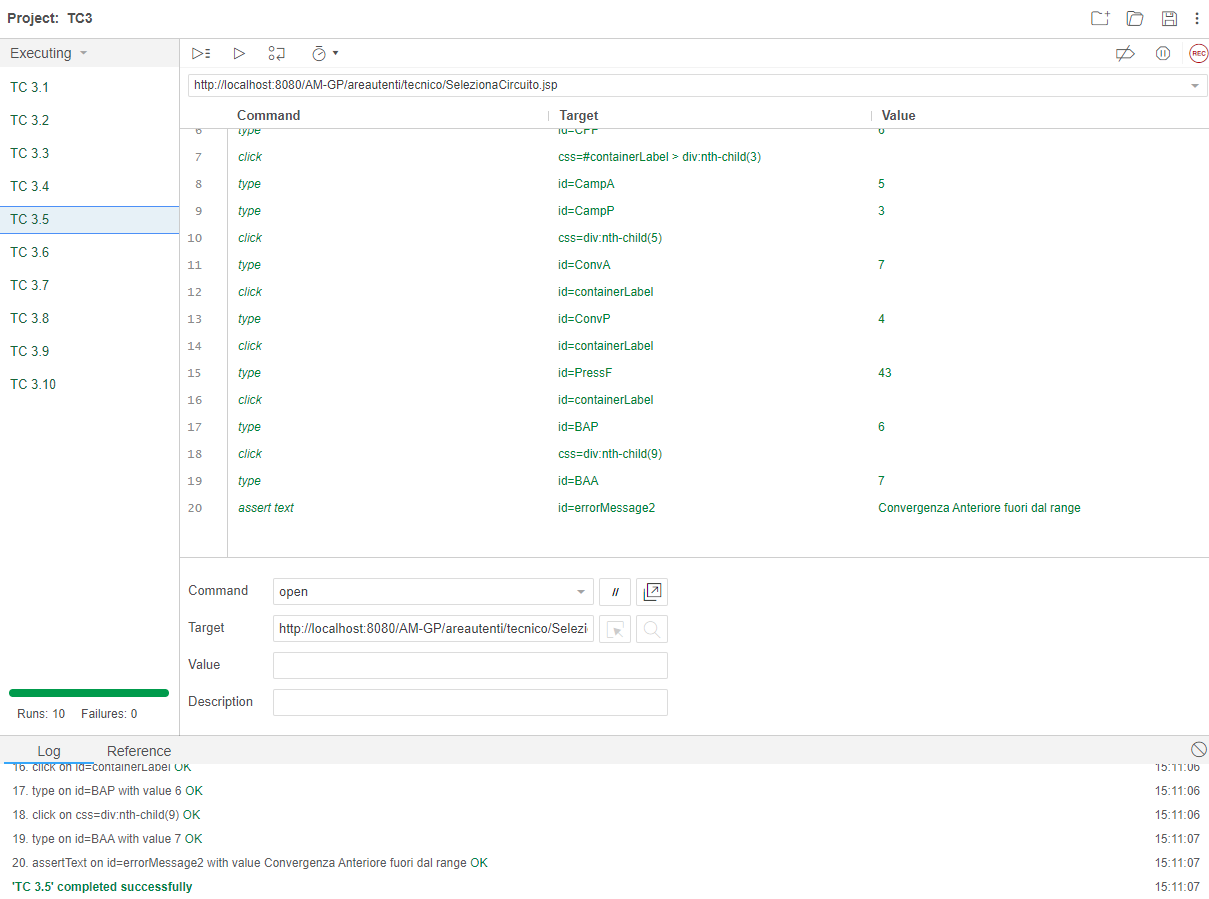 Project: TC3
Executing
REC
TC 3.1
TC 3.2
TC 3.3
TC 3.4
TC 3.5
TC 3.6
TC 3.7
TC 3.8
TC 3.9
TC 3.10
Runs: 10 Failures: 0
http://localhost:8080/AM-GP/areautenti/tecnico/SelezionaCircuito.jsp
Command Target Value
6 type id=CPP 6
7 click css=#containerLabel > div:nth-child(3)
8 type id=CampA 5
9 type id=CampP 3
10 click css=div:nth-child(5)
11 type id=ConvA 7
12 click id=containerLabel
13 type id=ConvP 4
14 click id=containerLabel
15 type id=PressF 43
16 click id=containerLabel
17 type id=BAP 6
18 click css=div:nth-child(9)
19 type id=BAA 7
20 assert text id=errorMessage2 Convergenza Anteriore fuori dal range
Command open //
Target http://localhost:8080/AM-GP/areautenti/tecnico/Selezi
Value
Description
Log Reference
16. click on id=containerLabel OK 15:11:06
17. type on id=BAP with value 6 OK 15:11:06
18. click on css=div:nth-child(9) OK 15:11:06
19. type on id=BAA with value 7 OK 15:11:07
20. assertText on id=errorMessage2 with value Convergenza Anteriore fuori dal range OK 15:11:07
'TC 3.5' completed successfully 15:11:07